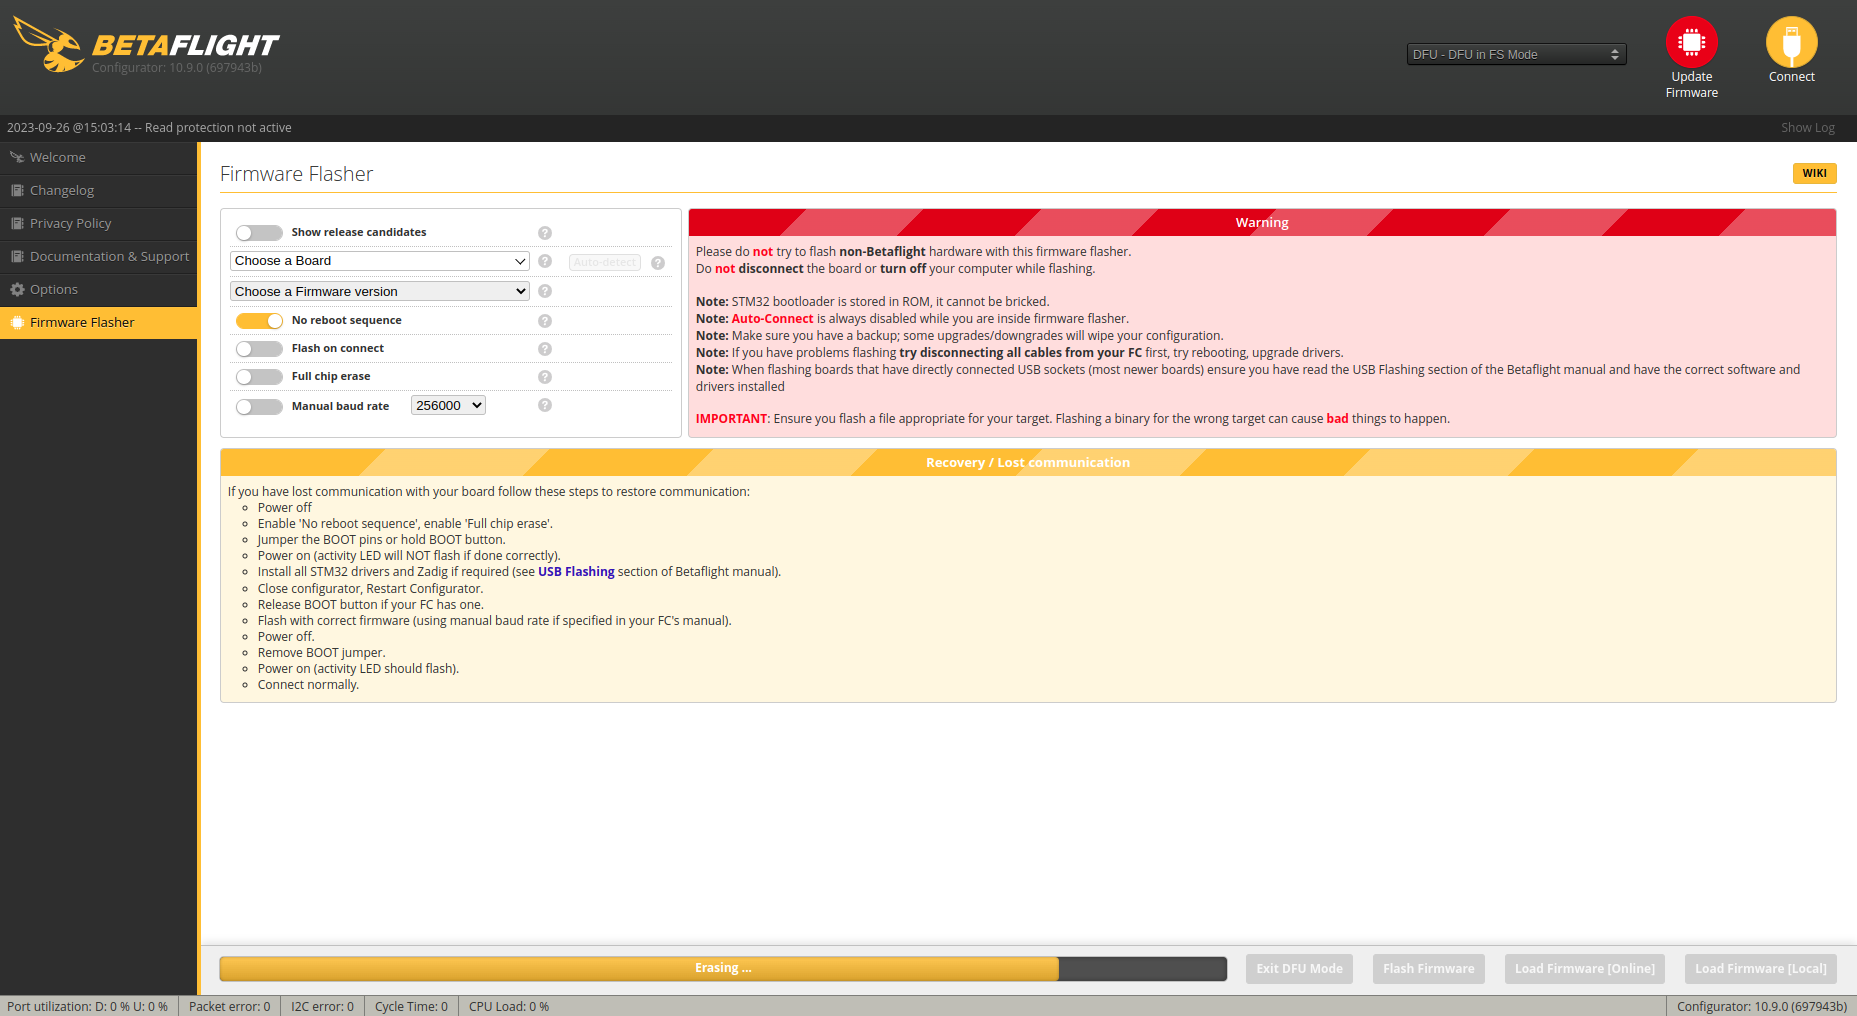 BETAFLIGHT
Configurator: 10.9.0 (697943b)
DFU - DFU in FS Mode
Update
Firmware
Connect
2023-09-26 @15:03:14 -- Read protection not active
Show Log
Welcome
Changelog
Privacy Policy
Documentation & Support
Options
Firmware Flasher
Firmware Flasher
WIKI
Show release candidates
?
Choose a Board
?
Auto-detect
?
Choose a Firmware version
?
No reboot sequence
?
Flash on connect
?
Full chip erase
?
Manual baud rate
256000
?
Warning
Please do not try to flash non-Betaflight hardware with this firmware flasher.
Do not disconnect the board or turn off your computer while flashing.
Note: STM32 bootloader is stored in ROM, it cannot be bricked.
Note: Auto-Connect is always disabled while you are inside firmware flasher.
Note: Make sure you have a backup; some upgrades/downgrades will wipe your configuration.
Note: If you have problems flashing try disconnecting all cables from your FC first, try rebooting, upgrade drivers.
Note: When flashing boards that have directly connected USB sockets (most newer boards) ensure you have read the USB Flashing section of the Betaflight manual and have the correct software and
drivers installed
IMPORTANT: Ensure you flash a file appropriate for your target. Flashing a binary for the wrong target can cause bad things to happen.
Recovery / Lost communication
If you have lost communication with your board follow these steps to restore communication:
Power off
Enable 'No reboot sequence', enable 'Full chip erase'.
Jumper the BOOT pins or hold BOOT button.
Power on (activity LED will NOT flash if done correctly).
Install all STM32 drivers and Zadig if required (see USB Flashing section of Betaflight manual).
Close configurator, Restart Configurator.
Release BOOT button if your FC has one.
Flash with correct firmware (using manual baud rate if specified in your FC's manual).
Power off.
Remove BOOT jumper.
Power on (activity LED should flash).
Connect normally.
Erasing ...
Exit DFU Mode
Flash Firmware
Load Firmware [Online]
Load Firmware [Local]
Port utilization: D: 0 % U: 0 %
Packet error: 0
I2C error: 0
Cycle Time: 0
CPU Load: 0 %
Configurator: 10.9.0 (697943b)